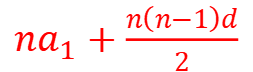 na₁ + n(n−1)d/2